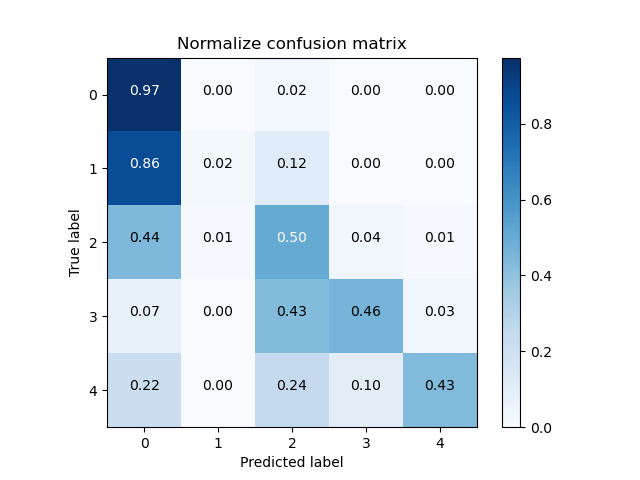 Normalize confusion matrix
True label
0 0.97 0.00 0.02 0.00 0.00
1 0.86 0.02 0.12 0.00 0.00
2 0.44 0.01 0.50 0.04 0.01
3 0.07 0.00 0.43 0.46 0.03
4 0.22 0.00 0.24 0.10 0.43
0 1 2 3 4
Predicted label
0.8
0.6
0.4
0.2
0.0